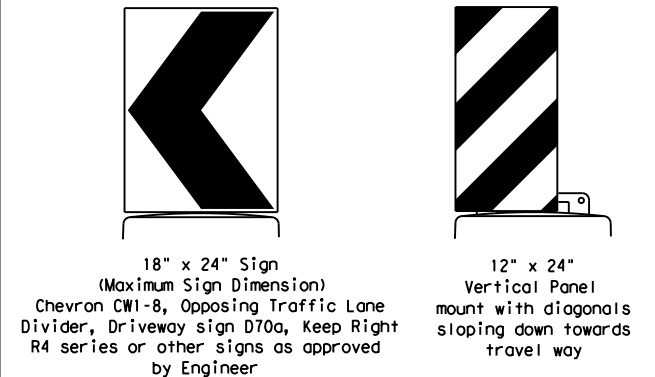 18" x 24" Sign
(Maximum Sign Dimension)
Chevron CW1-8, Opposing Traffic Lane
Divider, Driveway sign D70a, Keep Right
R4 series or other signs as approved
by Engineer
12" x 24"
Vertical Panel
mount with diagonals
sloping down towards
travel way